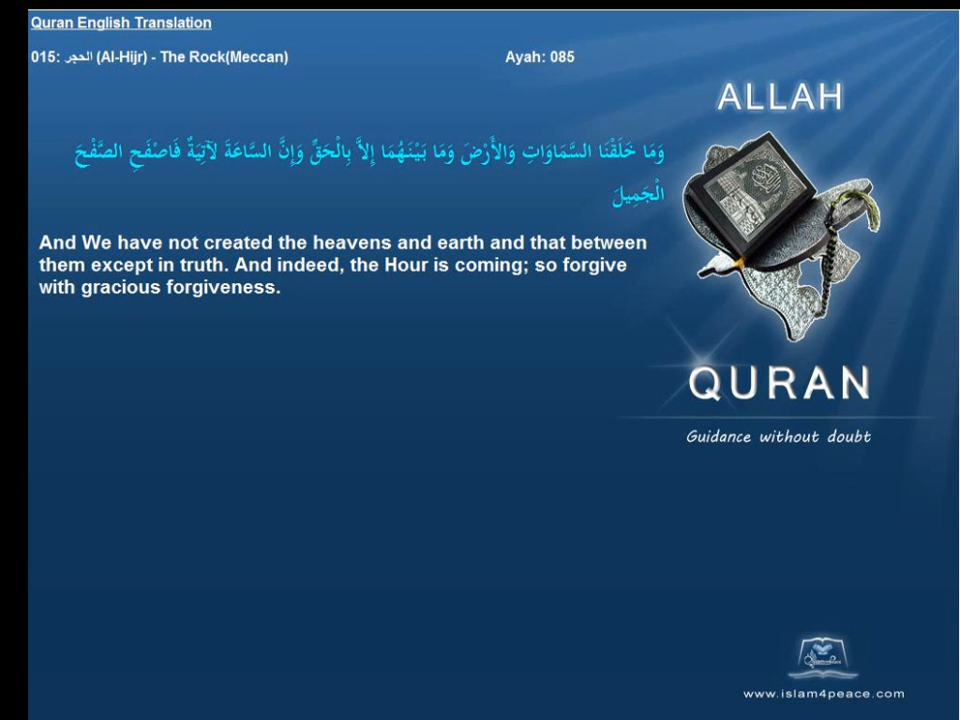 Quran English Translation
015: الحجر (Al-Hijr) - The Rock(Meccan)
Ayah: 085
ALLAH
وَمَا خَلَقْنَا السَّمَاوَاتِ وَالأَرْضَ وَمَا بَيْنَهُمَا إِلاَّ بِالْحَقِّ وَإِنَّ السَّاعَةَ لآتِيَةٌ فَاصْفَحِ الصَّفْحَ
الْجَمِيلَ
And We have not created the heavens and earth and that between
them except in truth. And indeed, the Hour is coming; so forgive
with gracious forgiveness.
QURAN
Guidance without doubt
www.islam4peace.com